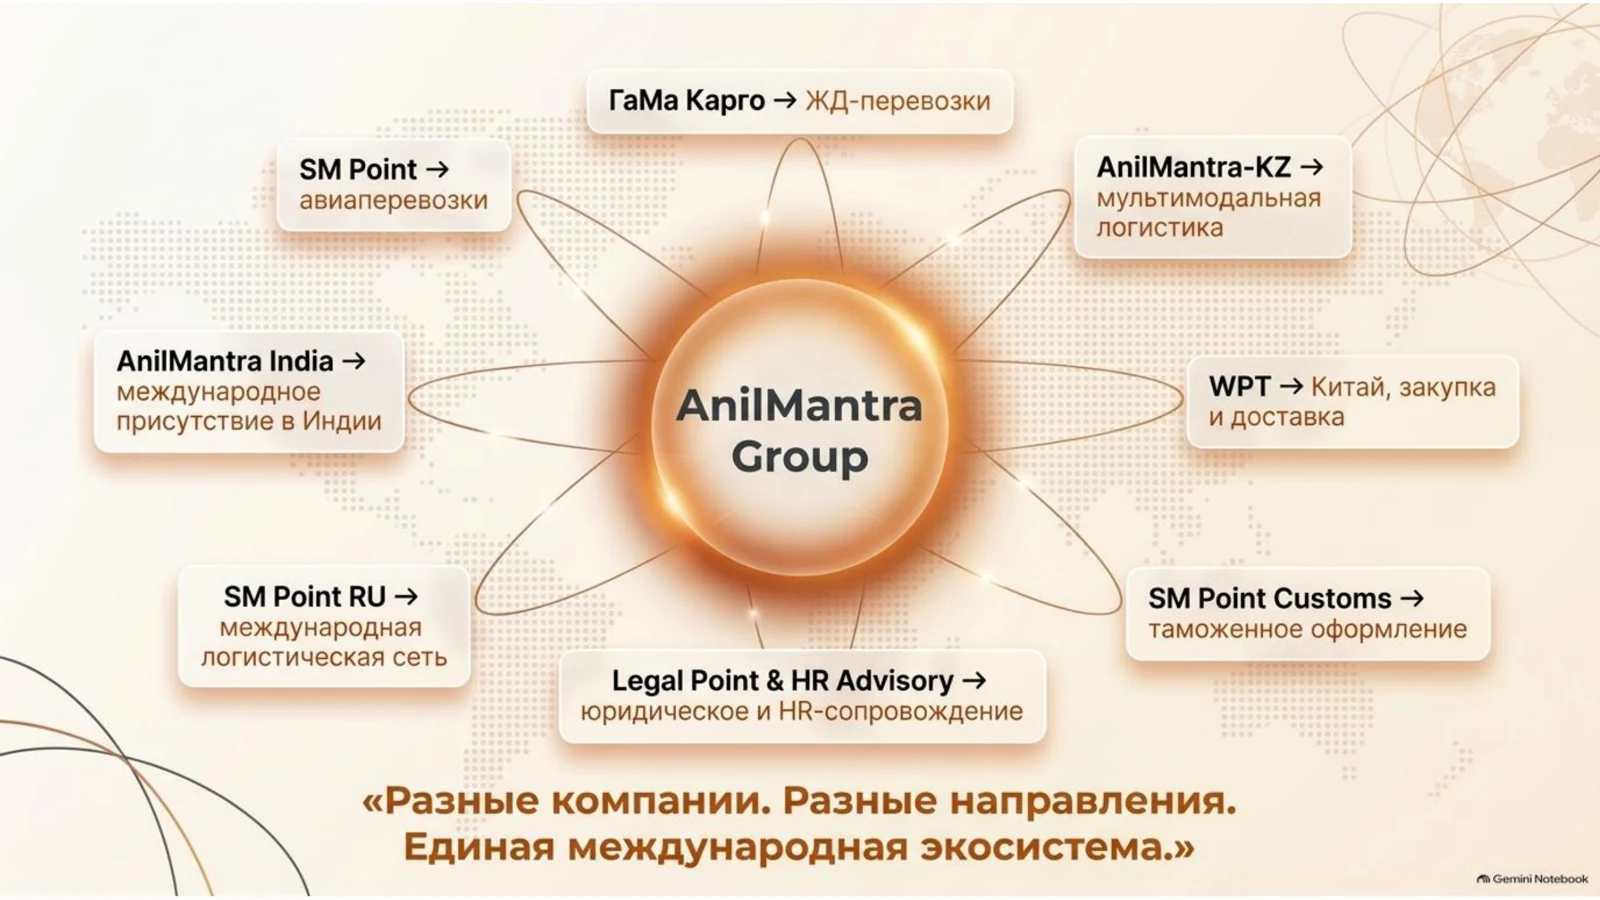 ГаМа Карго → ЖД-перевозки
SM Point →
авиаперевозки
AnilMantra-KZ →
мультимодальная
логистика
AnilMantra India →
международное
присутствие в Индии
AnilMantra
Group
WPT → Китай, закупка
и доставка
SM Point RU →
международная
логистическая сеть
SM Point Customs →
таможенное оформление
Legal Point & HR Advisory →
юридическое и HR-сопровождение
«Разные компании. Разные направления.
Единая международная экосистема.»
Gemini Notebook